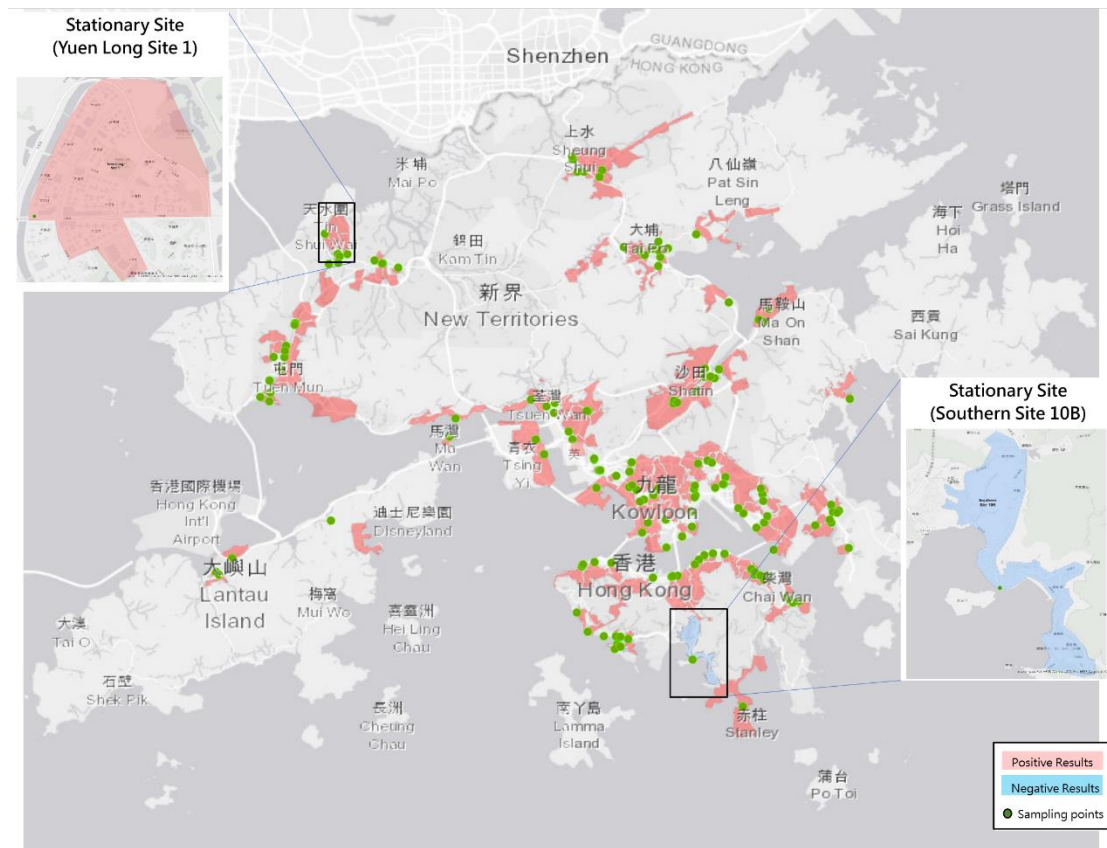 Stationary Site
(Yuen Long Site 1)
Shenzhen
GUANGDONG
HONG KONG
上水
Sheung
Shui
米埔
Mai Po
八仙嶺
Pat Sin
Leng
塔門
Grass Island
海下
Hoi
Ha
天水圍
Tin
Shui Wai
錦田
Kam Tin
大埔
Tai Po
新界
New Territories
馬鞍山
Ma On
Shan
西貢
Sai Kung
屯門
Tuen Mun
沙田
Shatin
荃灣
Tsuen Wan
馬灣
Ma
Wan
青衣
Tsing
Yi
葵
Stationary Site
(Southern Site 10B)
Southern
Site 10B
香港國際機場
Hong Kong
Int'l
Airport
迪士尼樂園
Disneyland
九龍
Kowloon
大嶼山
Lantau
Island
香港
Hong Kong
柴灣
Chai Wan
梅窩
Mui Wo
喜靈洲
Hei Ling
Chau
大澳
Tai O
石壁
Shek Pik
長洲
Cheung
Chau
南丫島
Lamma
Island
赤柱
Stanley
蒲台
Po Toi
Positive Results
Negative Results
Sampling points